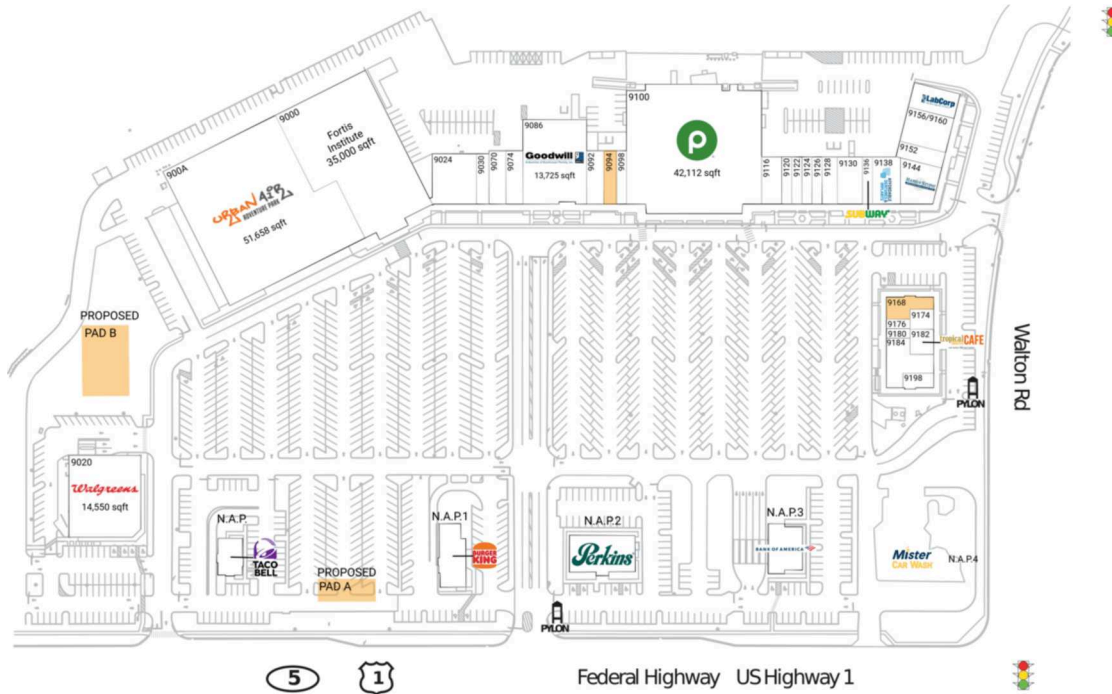 9000
Fortis
Institute
35,000 sqft
900A
URBAN AIR
ADVENTURE PARK
51,658 sqft
9024
9030
9070
9074
9086
Goodwill
13,725 sqft
9092
9094
9098
9100
P
42,112 sqft
9116
9120
9122
9124
9126
9128
9130
9136
SUBWAY
9138
LabCorp
9156/9160
9152
9144
PROPOSED
PAD B
9168
9174
9176
9180
9182
9184
9198
Tropical CAFE
PYLON
Walton Rd
9020
Walgreens
14,550 sqft
N.A.P.
TACO
BELL
PROPOSED
PAD A
N.A.P.1
BURGER
KING
N.A.P.2
Perkins
N.A.P.3
BANK OF AMERICA
Mister
CAR WASH
N.A.P.4
PYLON
5
1
Federal Highway US Highway 1